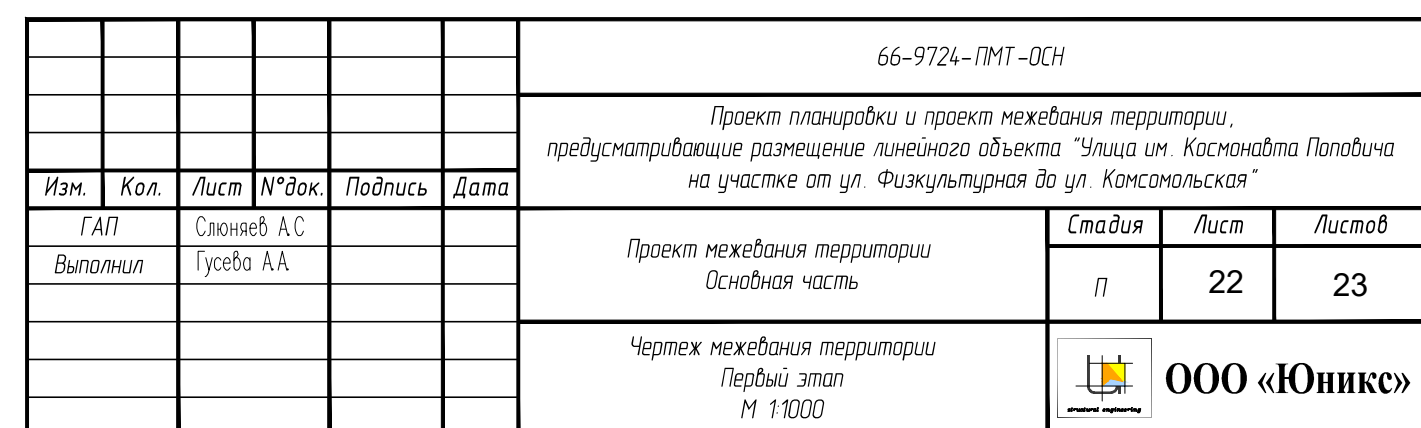 66-9724-ПМТ-ОСН
Проект планировки и проект межевания территории,
предусматривающие размещение линейного объекта "Улица им. Космонавта Поповича
на участке от ул. Физкультурная до ул. Комсомольская"
Изм. Кол. Лист N°док. Подпись Дата
ГАП Слюняев А.С
Выполнил Гусева А.А.
Проект межевания территории
Основная часть
Стадия Лист Листов
П 22 23
Чертеж межевания территории
Первый этап
М 1:1000
structural engineering
ООО «Юникс»